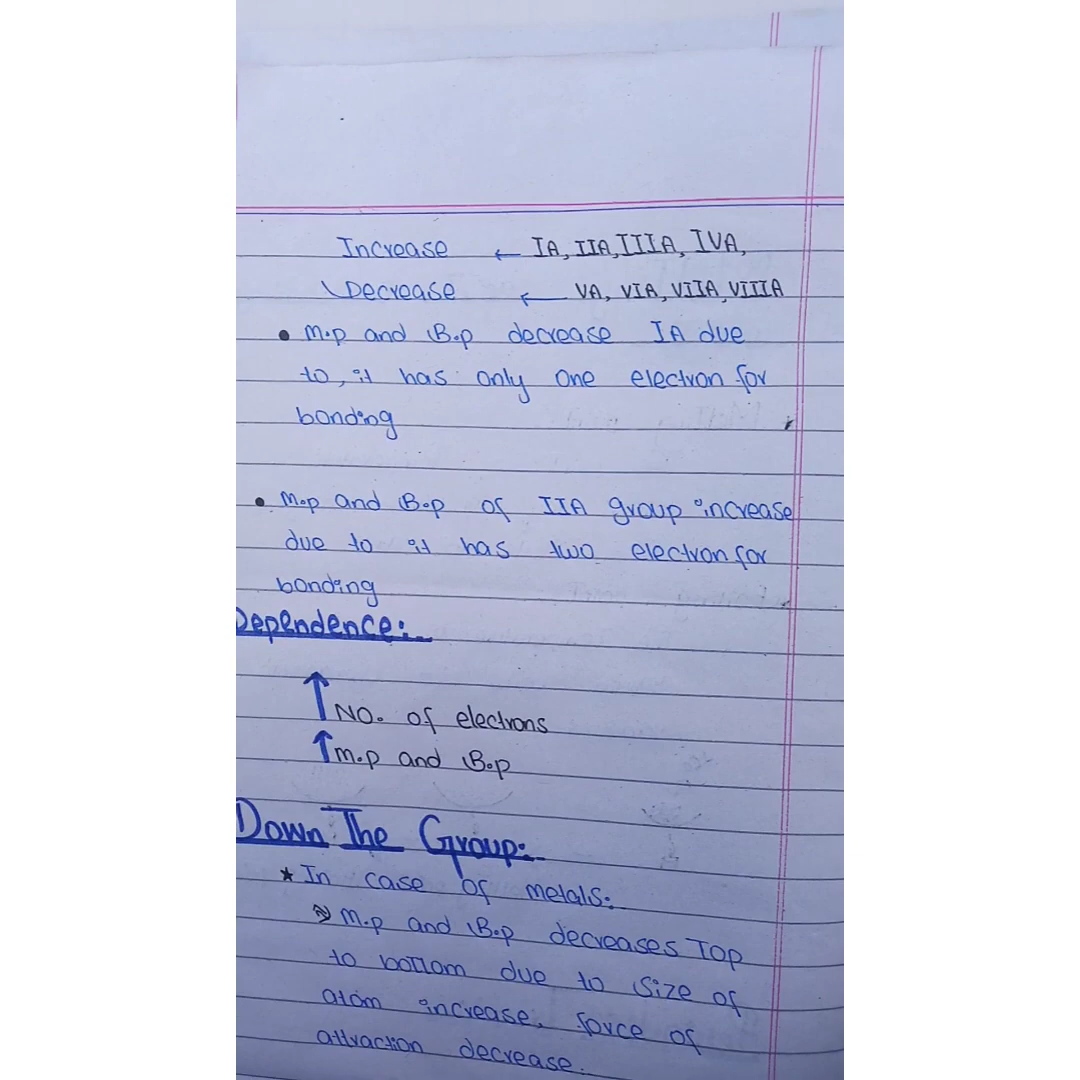 Increase ← IA, IIA, IIIA, IVA,
Decrease ← VA, VIA, VIIA, VIIIA
• M.p and B.p decrease IA due
to, it has only one electron for
bonding
• M.p and B.p of IIA group increase
due to it has two electron for
bonding
Dependence:
↑ NO. of electrons
↑ M.p and B.p
Down The Group:
★ In case of metals:
M.p and B.p decreases Top
to bottom due to Size of
atom increase, force of
attraction decrease.